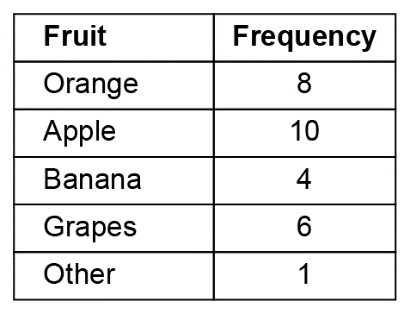 Fruit Frequency
Orange 8
Apple 10
Banana 4
Grapes 6
Other 1